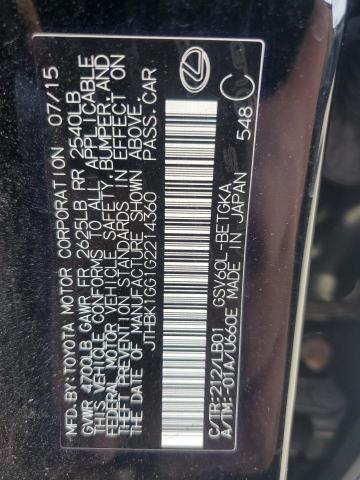 MFD. BY: TOYOTA MOTOR CORPORATION 07/15
GVWR 4700LB GAWR FR 2625LB RR 2540LB
THIS VEHICLE CONFORMS TO ALL APPLICABLE
FEDERAL MOTOR VEHICLE SAFETY, BUMPER, AND
THEFT PREVENTION STANDARDS IN EFFECT ON
THE DATE OF MANUFACTURE SHOWN ABOVE.
JTHBK1GG1G2214360 PASS. CAR
C/TR:212/LB01 GSV60L-BETGKA
A/TM:-01A/U660E MADE IN JAPAN
548 C